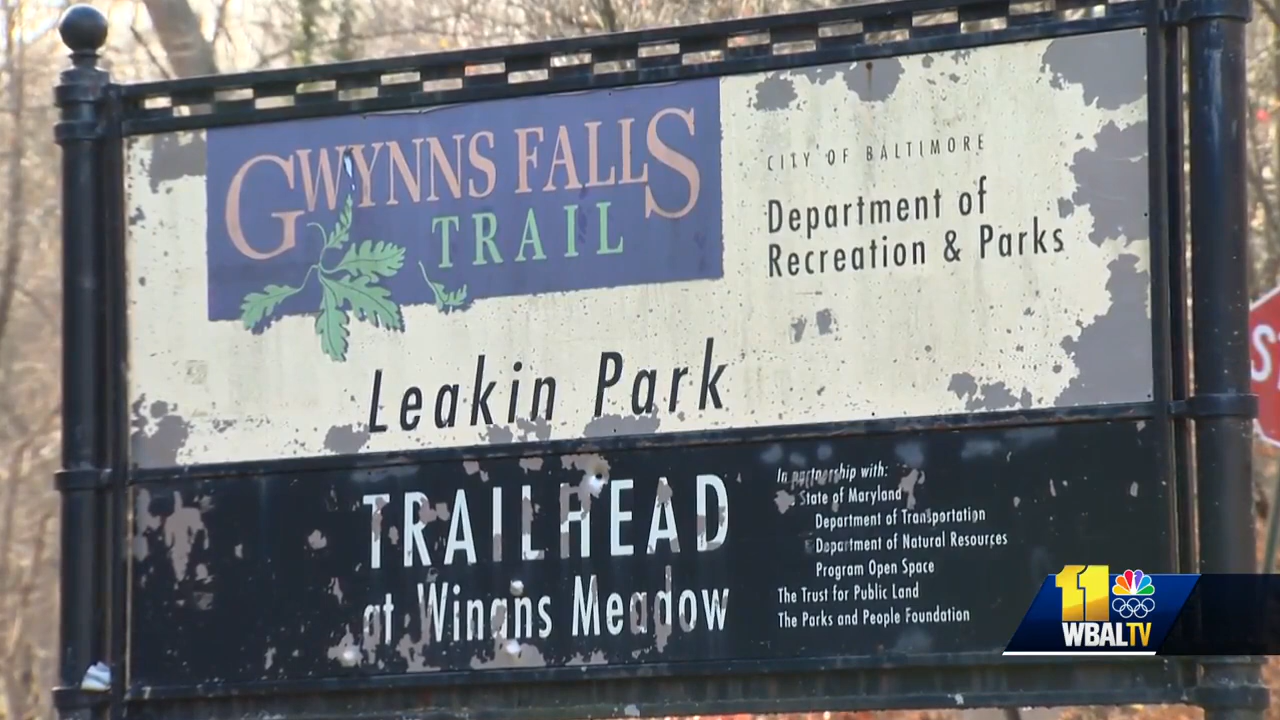 GWYNNS FALLS
TRAIL
CITY OF BALTIMORE
Department of
Recreation & Parks
Leakin Park
TRAILHEAD
at Winans Meadow
In partnership with:
State of Maryland
Department of Transportation
Department of Natural Resources
Program Open Space
The Trust for Public Land
The Parks and People Foundation
S
11
WBALTV